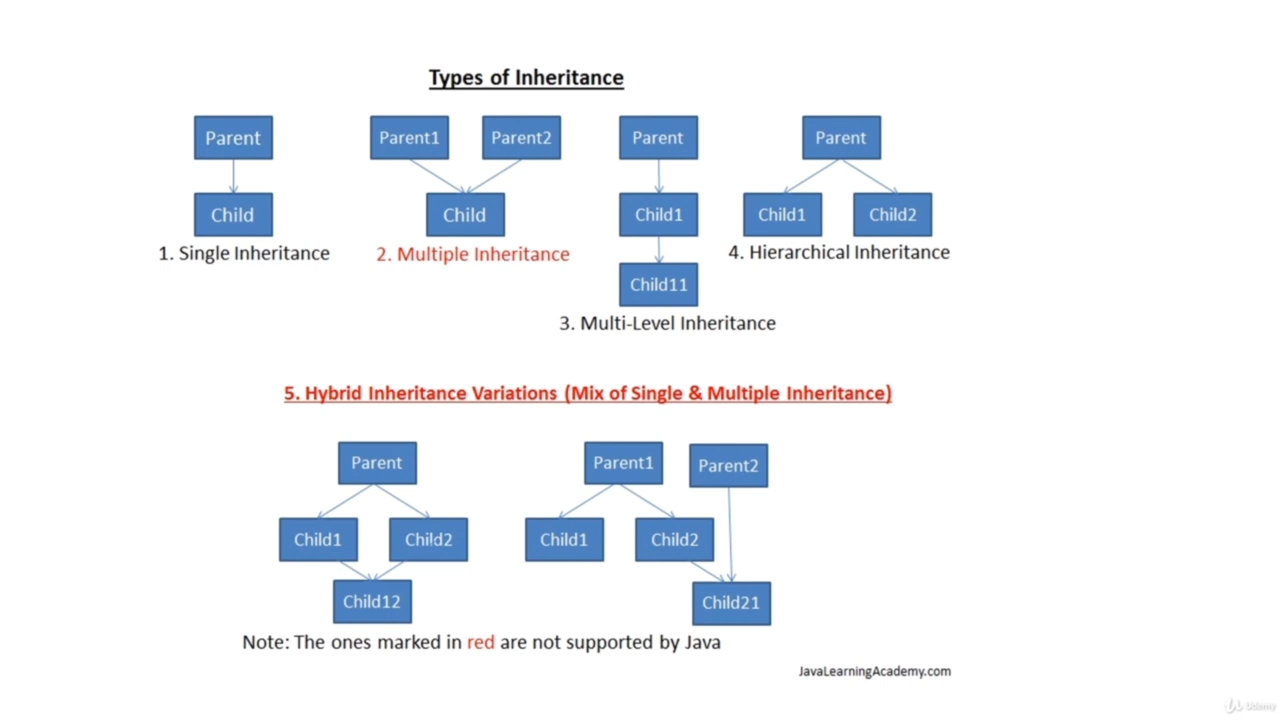 Types of Inheritance
Parent
Child
1. Single Inheritance
Parent1 Parent2
Child
2. Multiple Inheritance
Parent
Child1
Child11
3. Multi-Level Inheritance
Parent
Child1 Child2
4. Hierarchical Inheritance
5. Hybrid Inheritance Variations (Mix of Single & Multiple Inheritance)
Parent
Child1 Child2
Child12
Parent1 Parent2
Child1 Child2
Child21
Note: The ones marked in red are not supported by Java
JavaLearningAcademy.com
Udemy